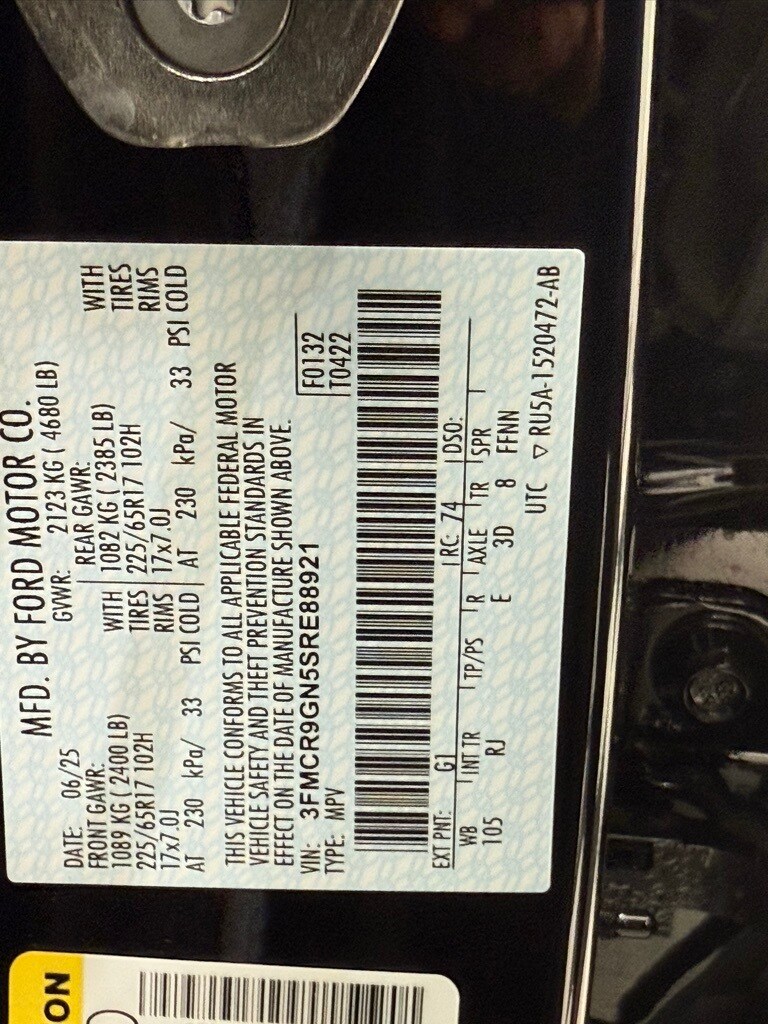 MFD. BY FORD MOTOR CO.
DATE: 06/25 GVWR: 2123 KG ( 4680 LB)
FRONT GAWR: REAR GAWR:
1089 KG ( 2400 LB) WITH 1082 KG ( 2385 LB) WITH
225/65R17 102H TIRES 225/65R17 102H TIRES
17x7.0J RIMS 17x7.0J RIMS
AT 230 kPa/ 33 PSI COLD AT 230 kPa/ 33 PSI COLD
THIS VEHICLE CONFORMS TO ALL APPLICABLE FEDERAL MOTOR
VEHICLE SAFETY AND THEFT PREVENTION STANDARDS IN
EFFECT ON THE DATE OF MANUFACTURE SHOWN ABOVE.
VIN: 3FMCR9GN5SRE88921 F0132
TYPE: MPV T0422
EXT PNT: G1 RC: 74 DSO:
WB INT TR TP/PS R AXLE TR SPR
105 RJ E 3D 8 FFNN
UTC ▽ RU5A-1520472-AB
ON